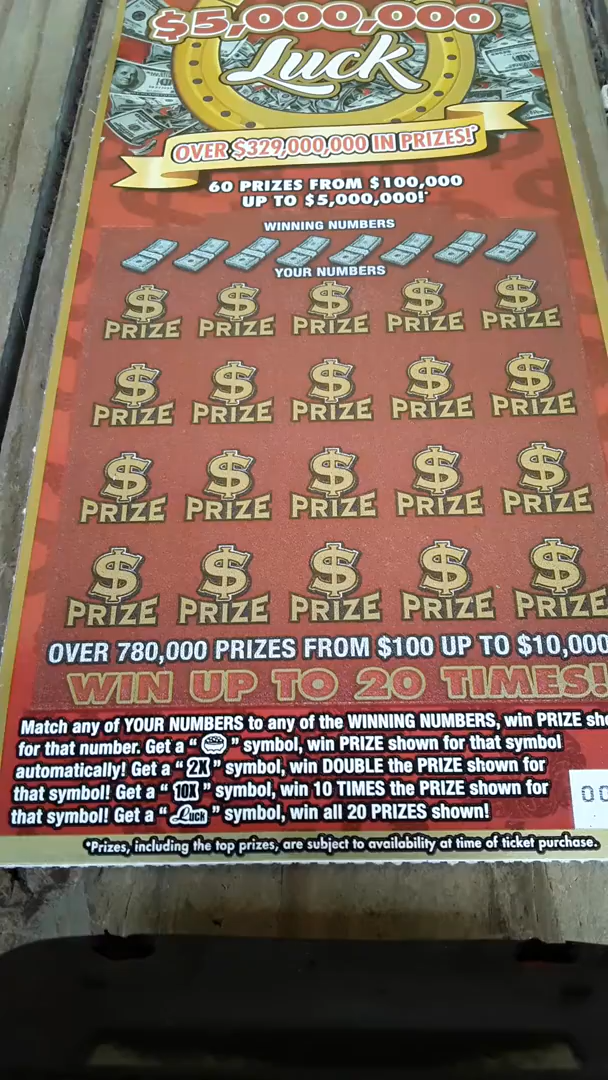 $5,000,000
Luck
OVER $329,000,000 IN PRIZES!*
60 PRIZES FROM $100,000
UP TO $5,000,000!*
WINNING NUMBERS
YOUR NUMBERS
$ $ $ $ $
PRIZE PRIZE PRIZE PRIZE PRIZE
$ $ $ $ $
PRIZE PRIZE PRIZE PRIZE PRIZE
$ $ $ $ $
PRIZE PRIZE PRIZE PRIZE PRIZE
$ $ $ $ $
PRIZE PRIZE PRIZE PRIZE PRIZE
OVER 780,000 PRIZES FROM $100 UP TO $10,000
WIN UP TO 20 TIMES!
Match any of YOUR NUMBERS to any of the WINNING NUMBERS, win PRIZE sho
for that number. Get a " " symbol, win PRIZE shown for that symbol
automatically! Get a "2X" symbol, win DOUBLE the PRIZE shown for
that symbol! Get a "10X" symbol, win 10 TIMES the PRIZE shown for
that symbol! Get a "Luck" symbol, win all 20 PRIZES shown!
00
*Prizes, including the top prizes, are subject to availability at time of ticket purchase.